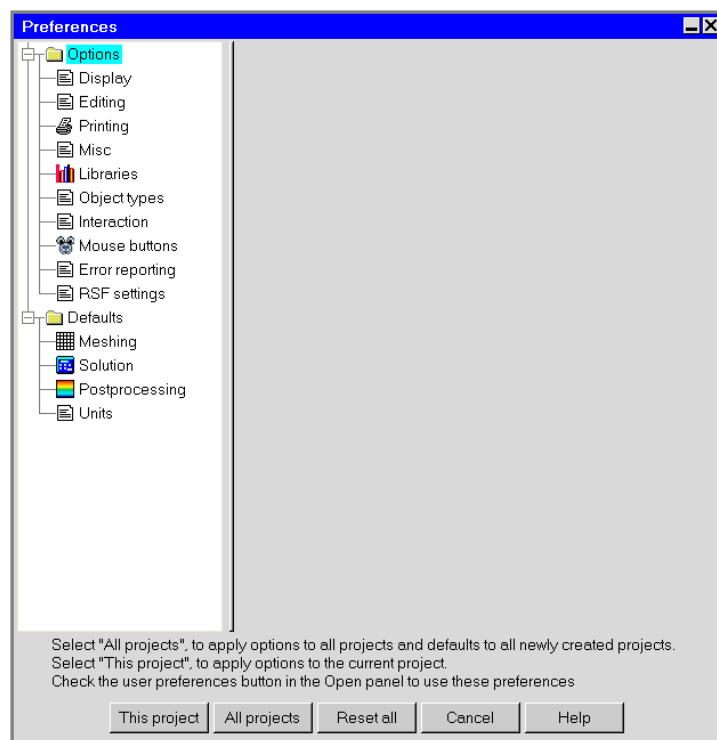 Preferences
Options
Display
Editing
Printing
Misc
Libraries
Object types
Interaction
Mouse buttons
Error reporting
RSF settings
Defaults
Meshing
Solution
Postprocessing
Units
Select "All projects", to apply options to all projects and defaults to all newly created projects.
Select "This project", to apply options to the current project.
Check the user preferences button in the Open panel to use these preferences
This project All projects Reset all Cancel Help